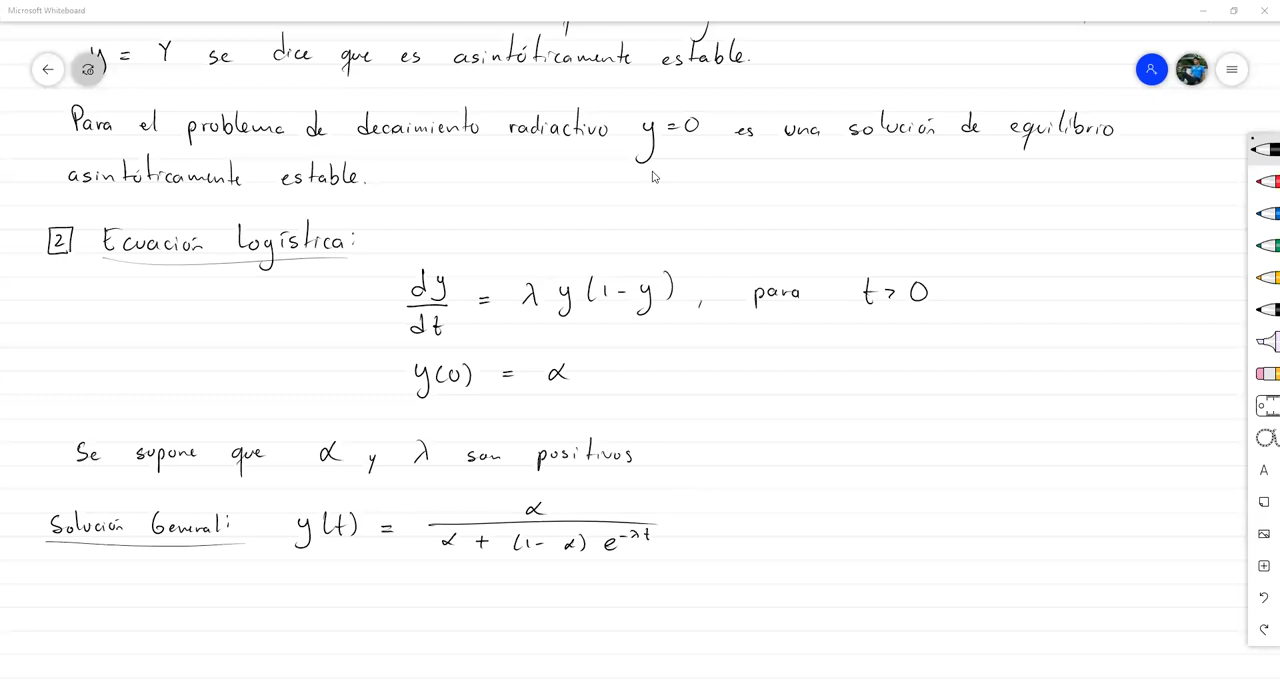 Microsoft Whiteboard
y = Y se dice que es asintóticamente estable.
Para el problema de decaimiento radiactivo y = 0 es una solución de equilibrio
asintóticamente estable.
2 Ecuación logística:
dy/dt = λ y (1 - y), para t > 0
y(0) = α
Se supone que α y λ son positivos
Solución General: y(t) = α / (α + (1 - α) e^{-λt})
A